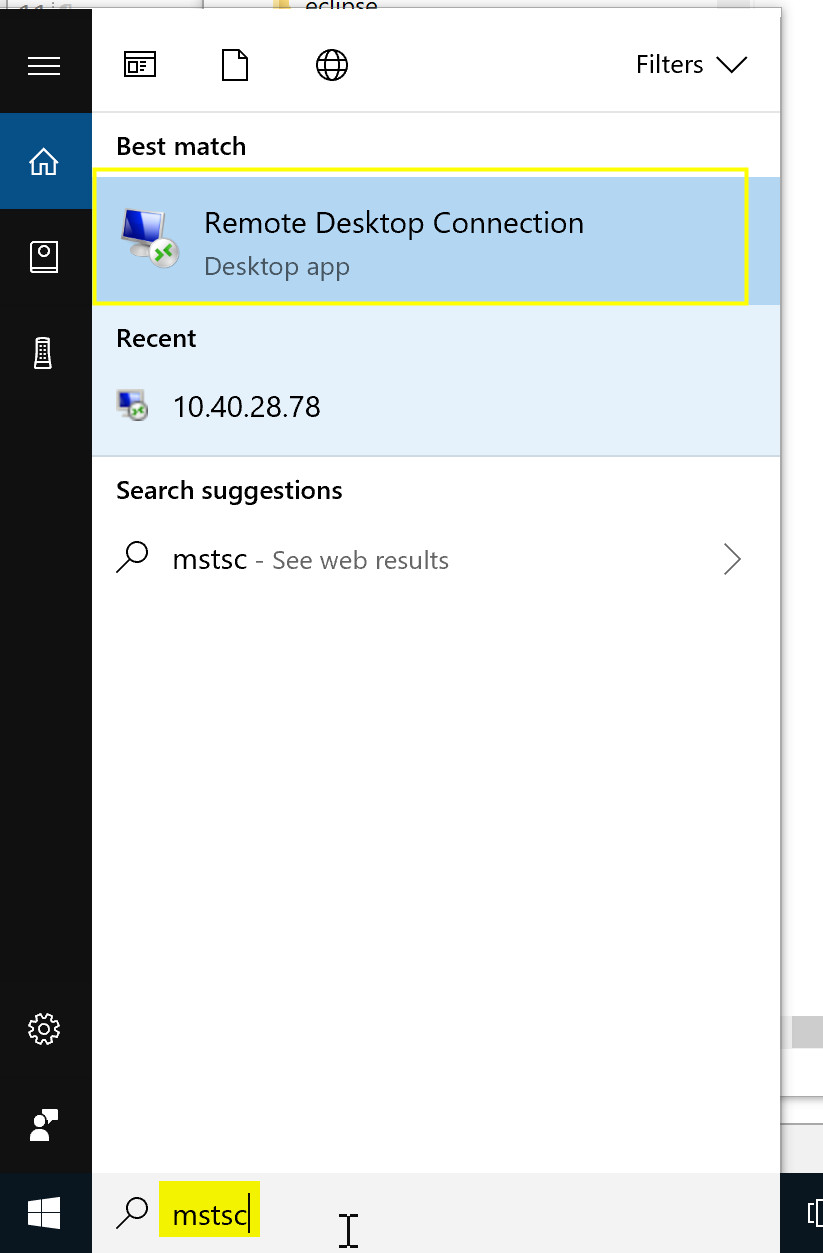 eclipse
Filters
Best match
Remote Desktop Connection
Desktop app
Recent
10.40.28.78
Search suggestions
mstsc - See web results
mstsc